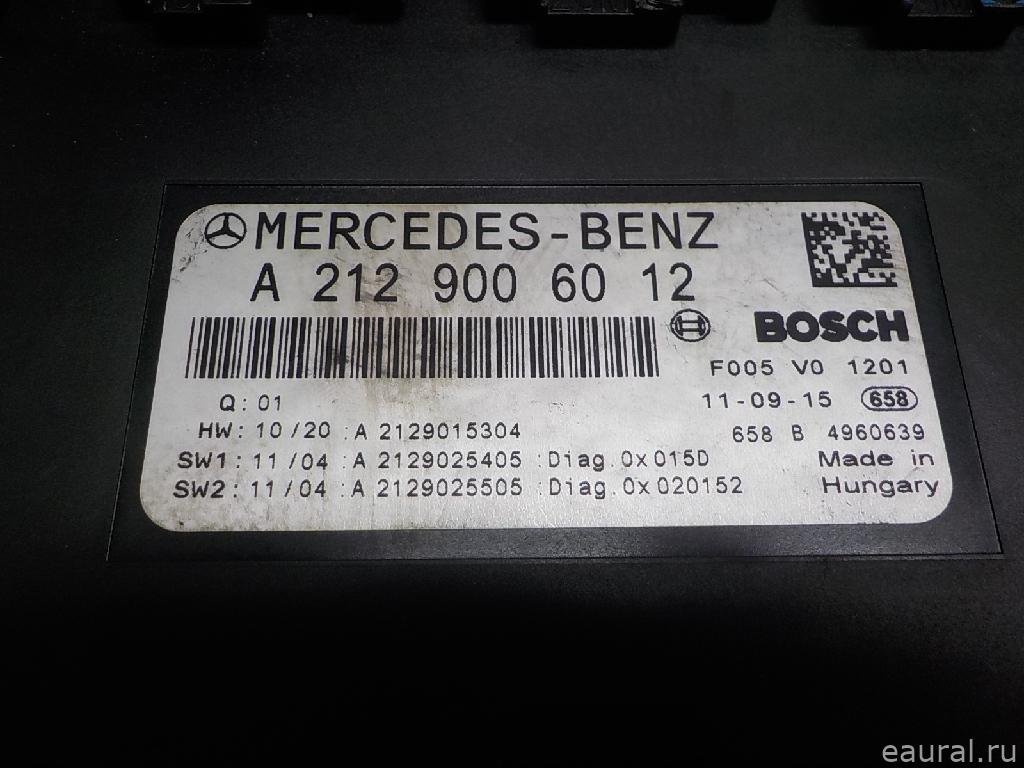 MERCEDES-BENZ
A 212 900 60 12
BOSCH
F005 V0 1201
Q: 01
11-09-15 658
HW: 10/20 :A 2129015304
658 B 4960639
SW1: 11/04 :A 2129025405 :Diag.0x015D
Made in
SW2: 11/04 :A 2129025505 :Diag.0x020152
Hungary
eaural.ru